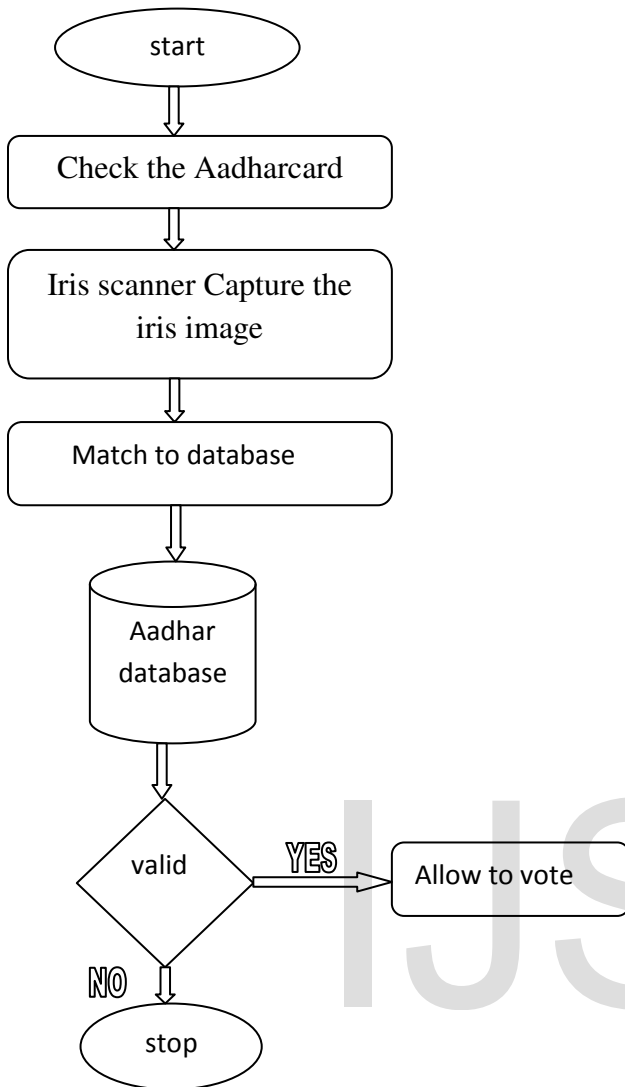 start
Check the Aadharcard
Iris scanner Capture the
iris image
Match to database
Aadhar
database
valid
YES
Allow to vote
NO
stop
IJS